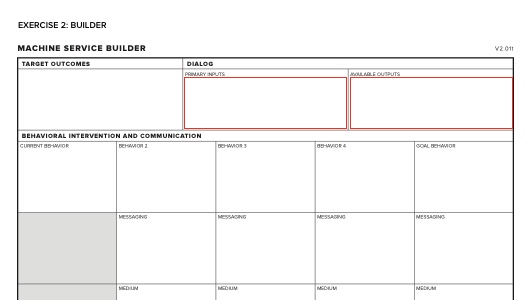 EXERCISE 2: BUILDER
MACHINE SERVICE BUILDER V2.011
TARGET OUTCOMES DIALOG
PRIMARY INPUTS AVAILABLE OUTPUTS
BEHAVIORAL INTERVENTION AND COMMUNICATION
CURRENT BEHAVIOR BEHAVIOR 2 BEHAVIOR 3 BEHAVIOR 4 GOAL BEHAVIOR
MESSAGING MESSAGING MESSAGING MESSAGING
MEDIUM MEDIUM MEDIUM MEDIUM